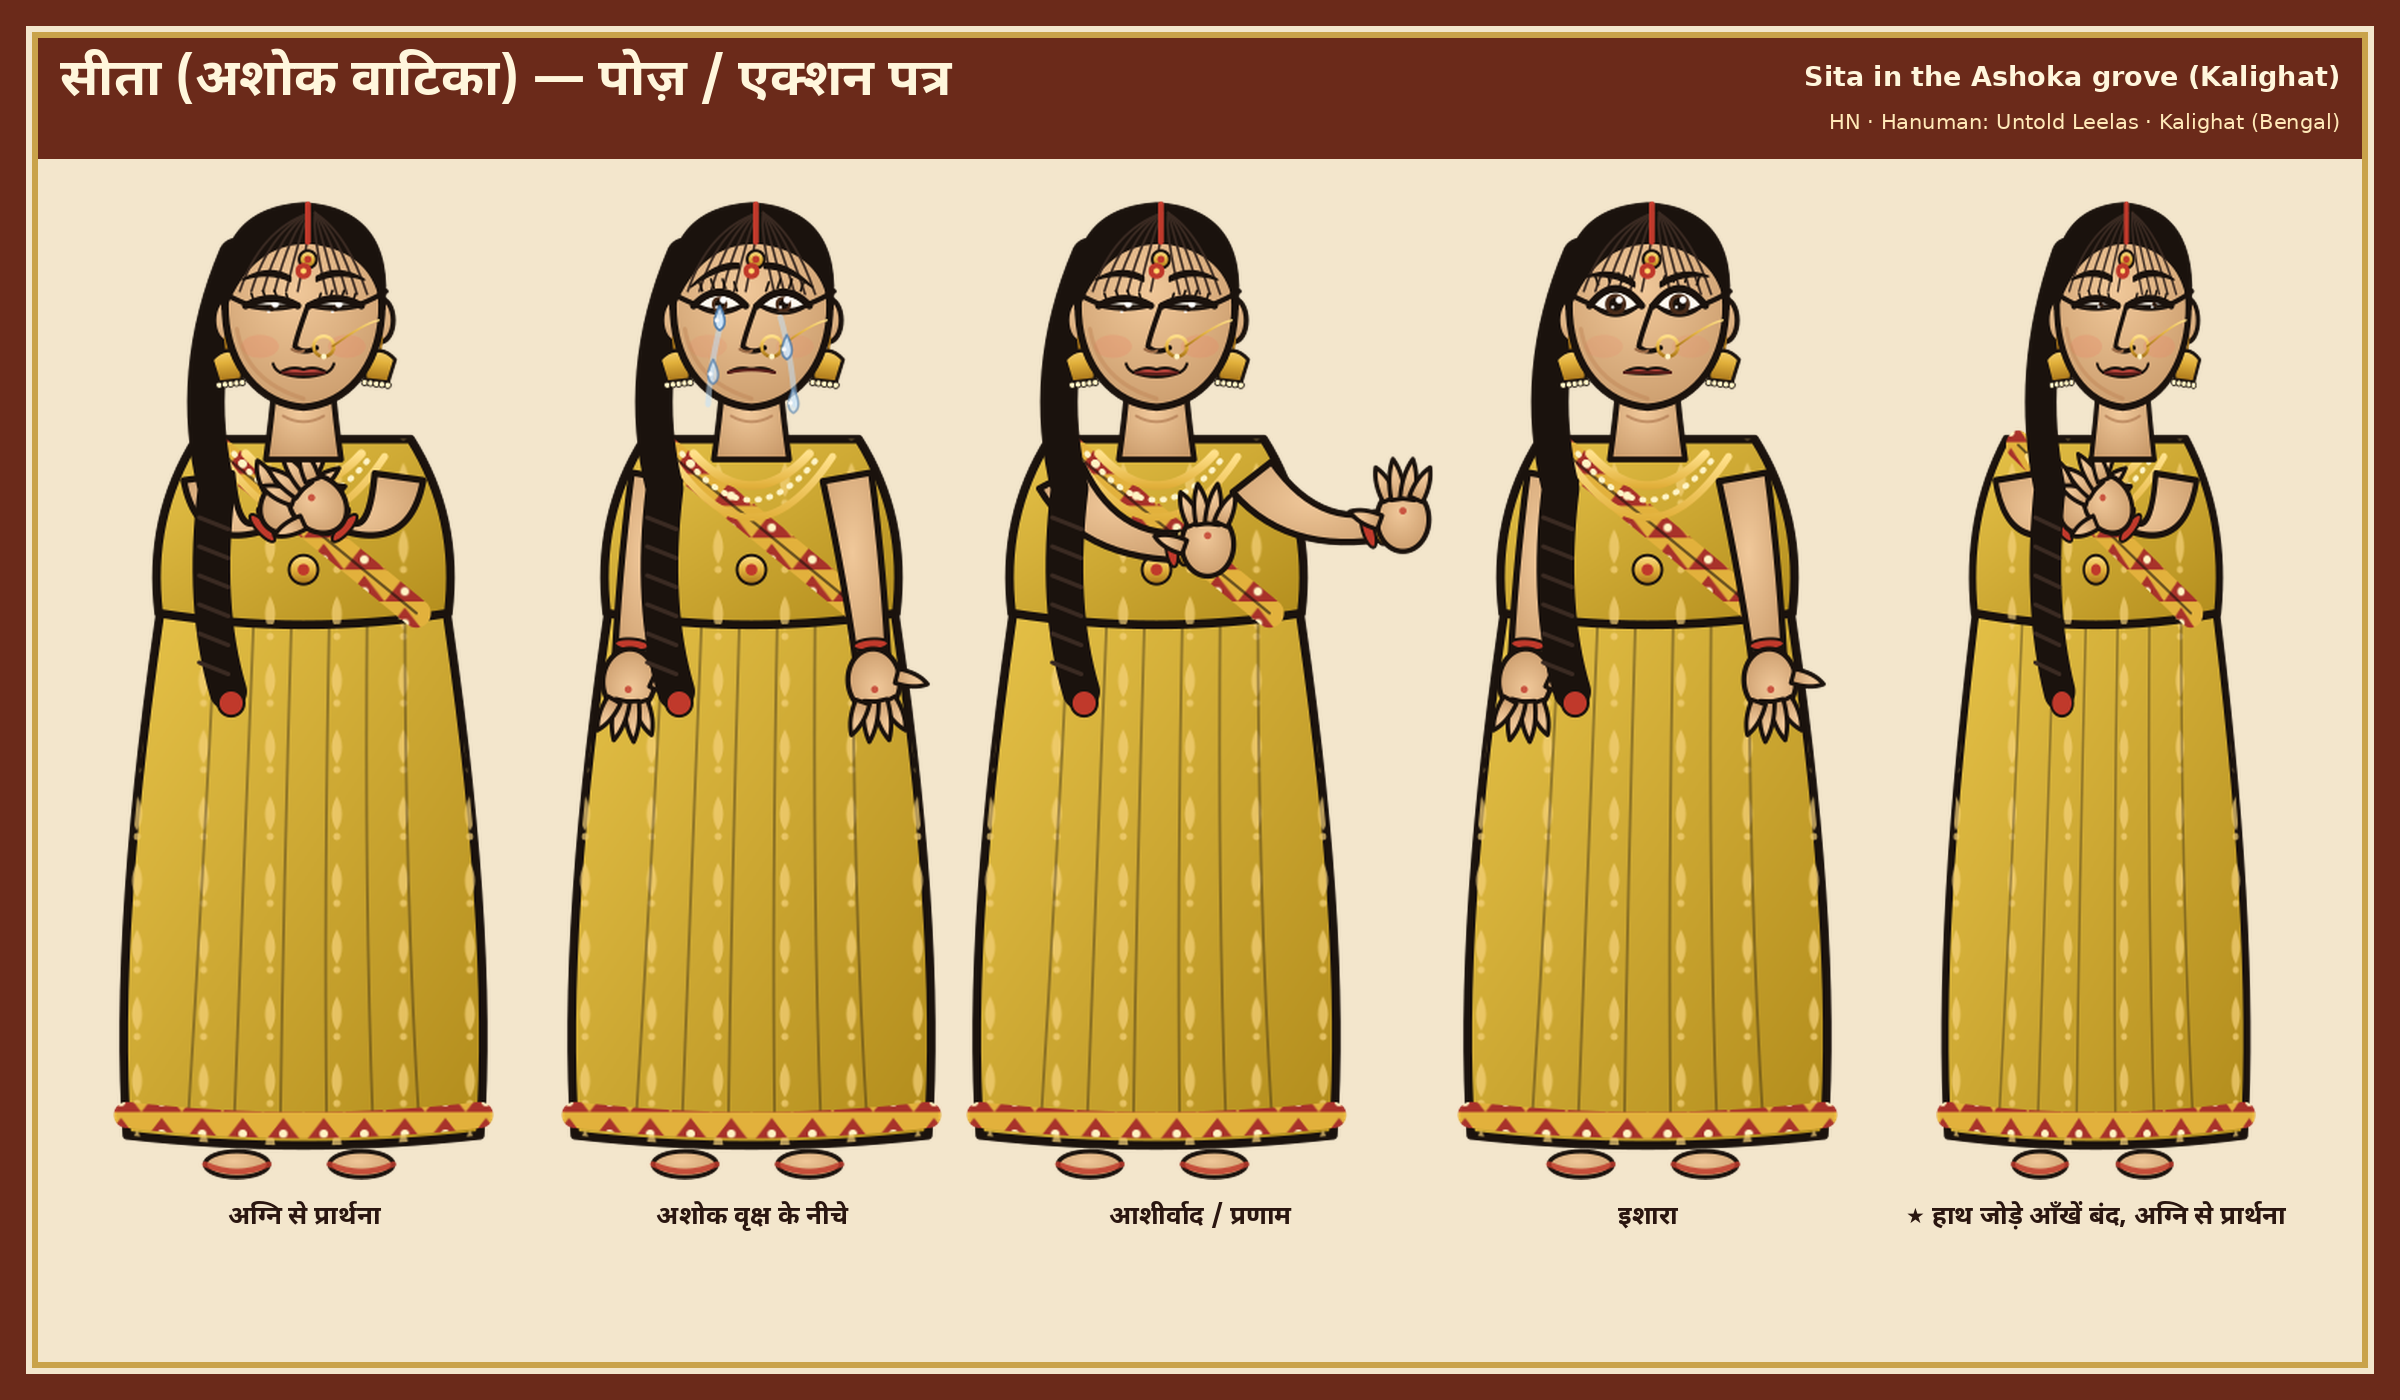 सीता (अशोक वाटिका) — पोज़ / एक्शन पत्र
Sita in the Ashoka grove (Kalighat)
HN · Hanuman: Untold Leelas · Kalighat (Bengal)
अग्नि से प्रार्थना
अशोक वृक्ष के नीचे
आशीर्वाद / प्रणाम
इशारा
★ हाथ जोड़े आँखें बंद, अग्नि से प्रार्थना